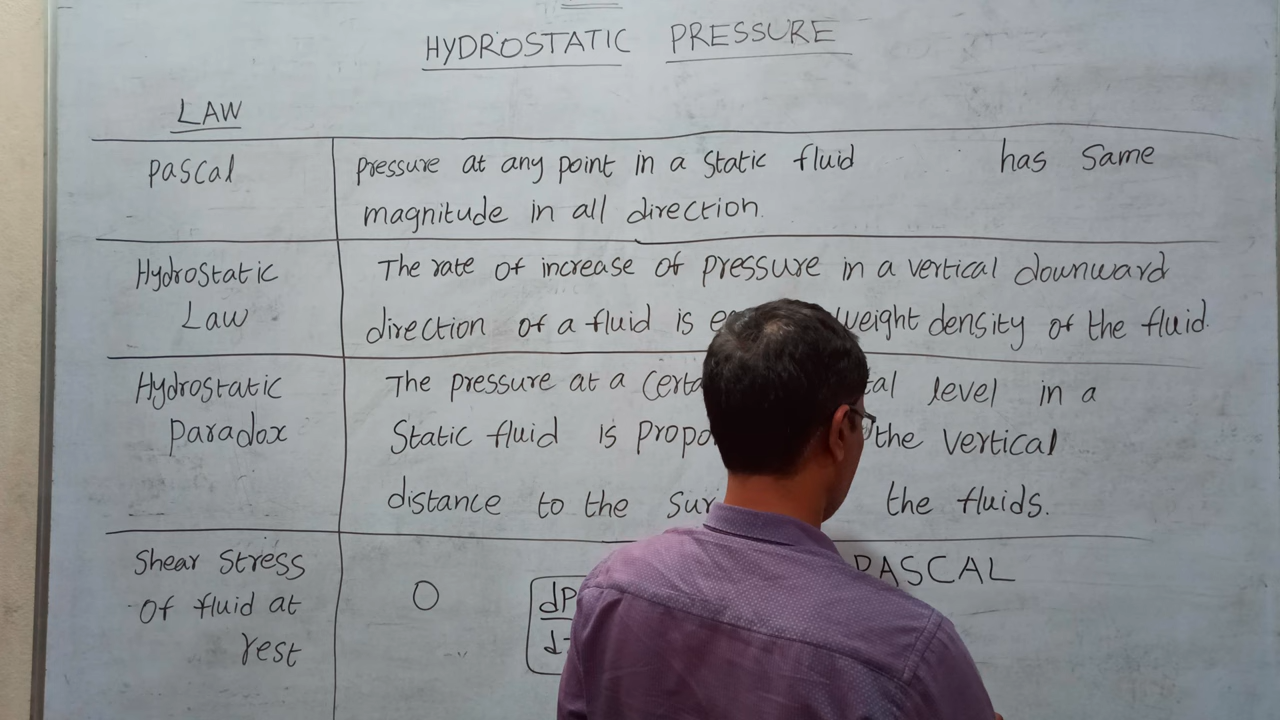 HYDROSTATIC PRESSURE
LAW
Pascal
Pressure at any point in a static fluid has same
magnitude in all direction.
Hydrostatic
Law
The rate of increase of pressure in a vertical downward
direction of a fluid is weight density of the fluid.
Hydrostatic
Paradox
The pressure at a level in a
Static fluid is the vertical
distance to the the fluids.
Shear Stress
Of fluid at
rest
0
dP
PASCAL